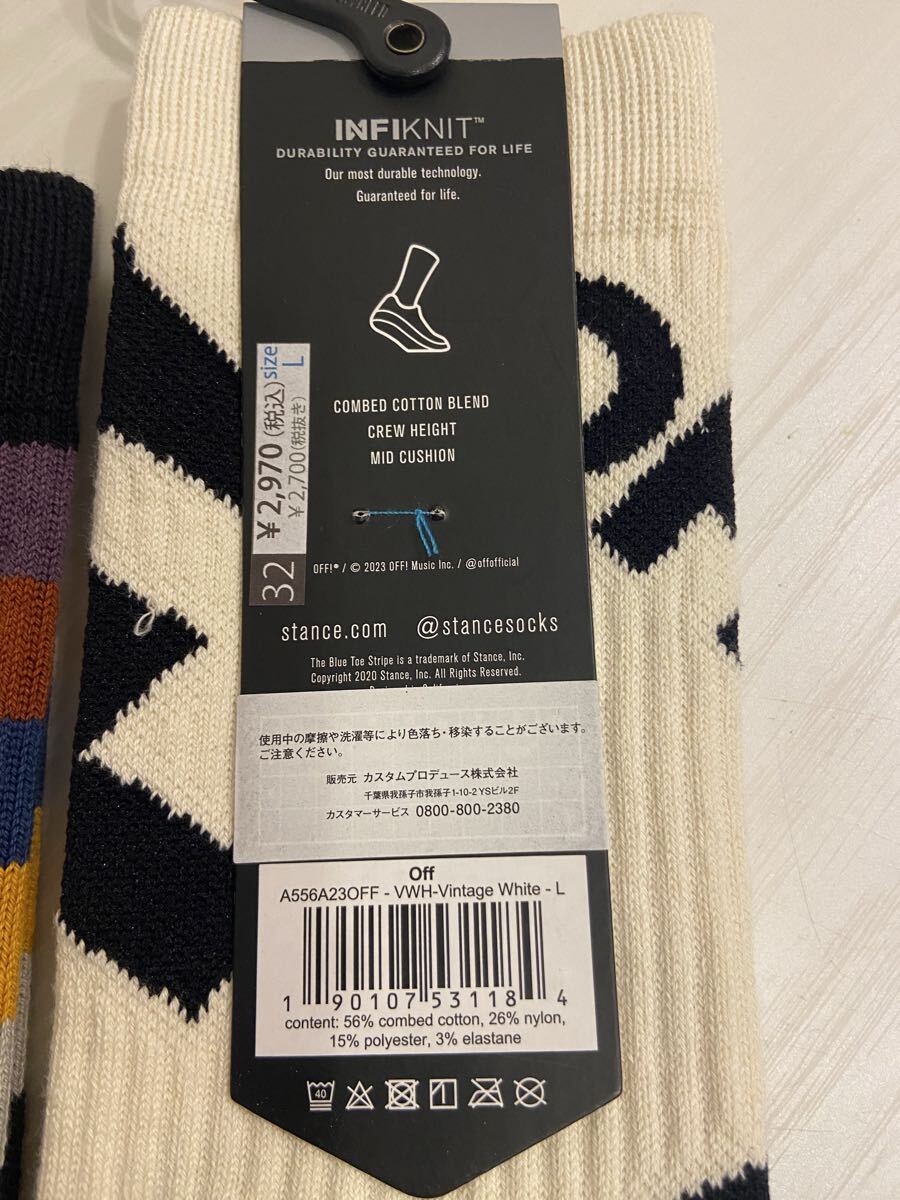 INFIKNIT™
DURABILITY GUARANTEED FOR LIFE
Our most durable technology.
Guaranteed for life.
size L
¥2,970(税込)
¥2,700(税抜き)
32
COMBED COTTON BLEND
CREW HEIGHT
MID CUSHION
OFF!® / © 2023 OFF! Music Inc. / @offofficial
stance.com @stancesocks
The Blue Toe Stripe is a trademark of Stance, Inc.
Copyright 2020 Stance, Inc. All Rights Reserved.
使用中の摩擦や洗濯等により色落ち・移染することがございます。
ご注意ください。
販売元 カスタムプロデュース株式会社
千葉県我孫子市我孫子1-10-2 YSビル2F
カスタマーサービス 0800-800-2380
Off
A556A23OFF - VWH-Vintage White - L
1 90107 53118 4
content: 56% combed cotton, 26% nylon,
15% polyester, 3% elastane
40